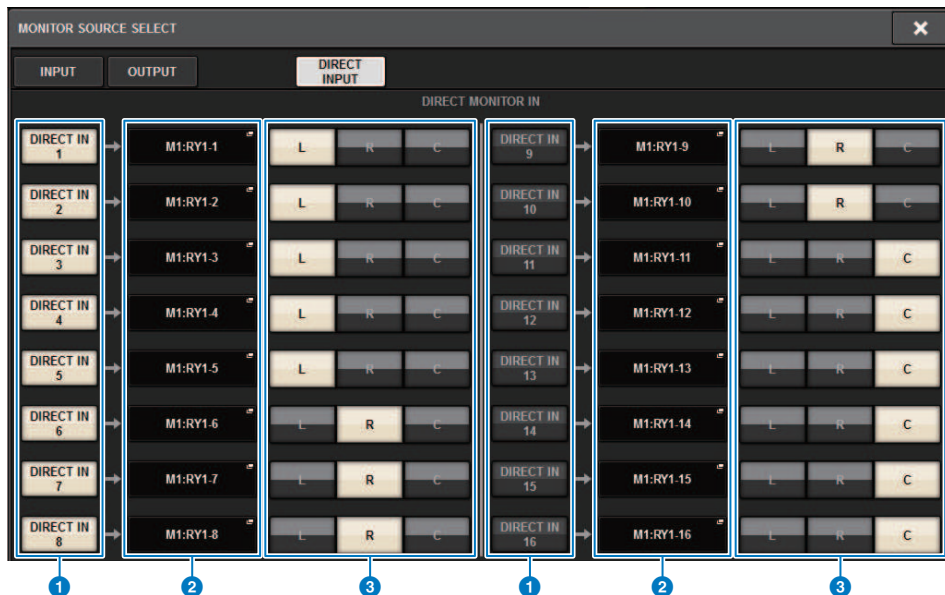 MONITOR SOURCE SELECT
INPUT OUTPUT DIRECT
INPUT
DIRECT MONITOR IN
DIRECT IN
1 M1:RY1-1 L R C DIRECT IN
9 M1:RY1-9 L R C
DIRECT IN
2 M1:RY1-2 L R C DIRECT IN
10 M1:RY1-10 L R C
DIRECT IN
3 M1:RY1-3 L R C DIRECT IN
11 M1:RY1-11 L R C
DIRECT IN
4 M1:RY1-4 L R C DIRECT IN
12 M1:RY1-12 L R C
DIRECT IN
5 M1:RY1-5 L R C DIRECT IN
13 M1:RY1-13 L R C
DIRECT IN
6 M1:RY1-6 L R C DIRECT IN
14 M1:RY1-14 L R C
DIRECT IN
7 M1:RY1-7 L R C DIRECT IN
15 M1:RY1-15 L R C
DIRECT IN
8 M1:RY1-8 L R C DIRECT IN
16 M1:RY1-16 L R C
1 2 3 1 2 3